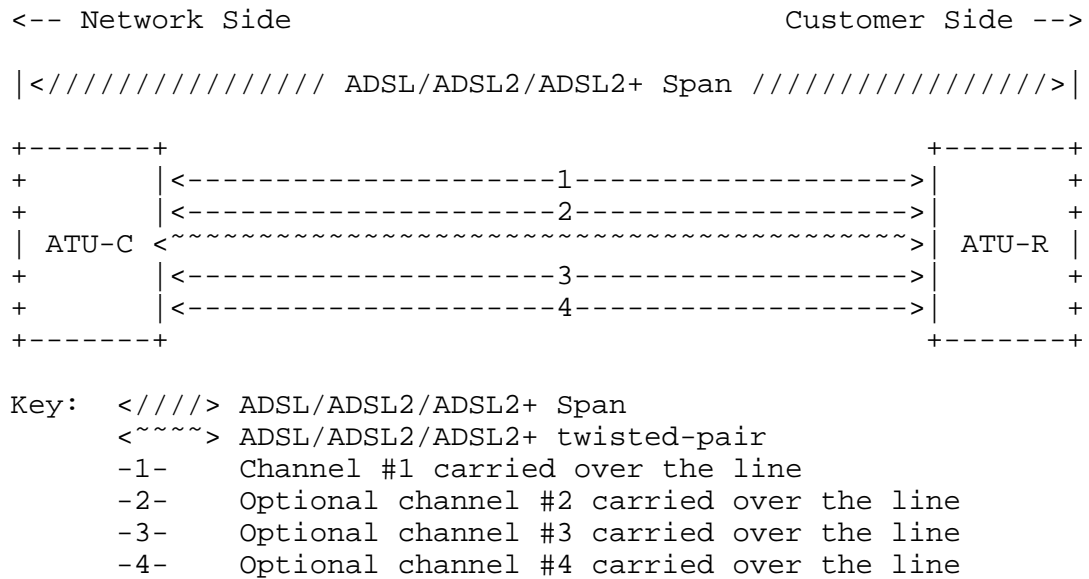 <-- Network Side                              Customer Side -->
|<//////////////// ADSL/ADSL2/ADSL2+ Span /////////////////>|
+-------+                                           +-------+
+       |<---------------------1------------------->|       +
+       |<---------------------2------------------->|       +
| ATU-C <~~~~~~~~~~~~~~~~~~~~~~~~~~~~~~~~~~~~~~~~~~>| ATU-R |
+       |<---------------------3------------------->|       +
+       |<---------------------4------------------->|       +
+-------+                                           +-------+
Key:  <////> ADSL/ADSL2/ADSL2+ Span
      <~~~~> ADSL/ADSL2/ADSL2+ twisted-pair
      -1-    Channel #1 carried over the line
      -2-    Optional channel #2 carried over the line
      -3-    Optional channel #3 carried over the line
      -4-    Optional channel #4 carried over the line